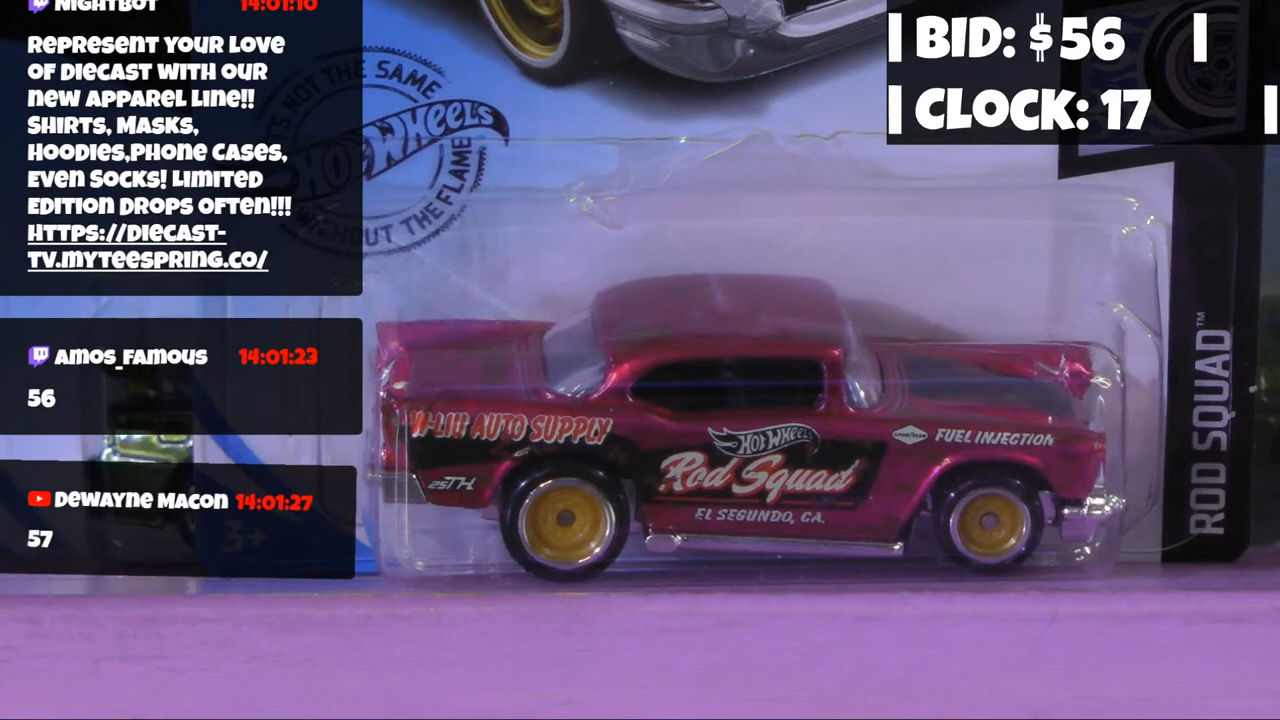 NIGHTBOT 14:01:10
REPRESENT YOUR LOVE
OF DIECAST WITH OUR
NEW APPAREL LINE!!
SHIRTS, MASKS,
HOODIES,PHONE CASES,
EVEN SOCKS! LIMITED
EDITION DROPS OFTEN!!!
HTTPS://DIECAST-
TV.MYTEESPRING.CO/
AMOS_FAMOUS 14:01:23
56
DEWAYNE MACON 14:01:27
57
| BID: $56 |
| CLOCK: 17 |
NOT THE SAME
HOT WHEELS
WITHOUT THE FLAME
3+
AUTO SUPPLY
25TH
HOT WHEELS
Rod Squad
EL SEGUNDO, CA.
GOODYEAR
FUEL INJECTION
ROD SQUAD™